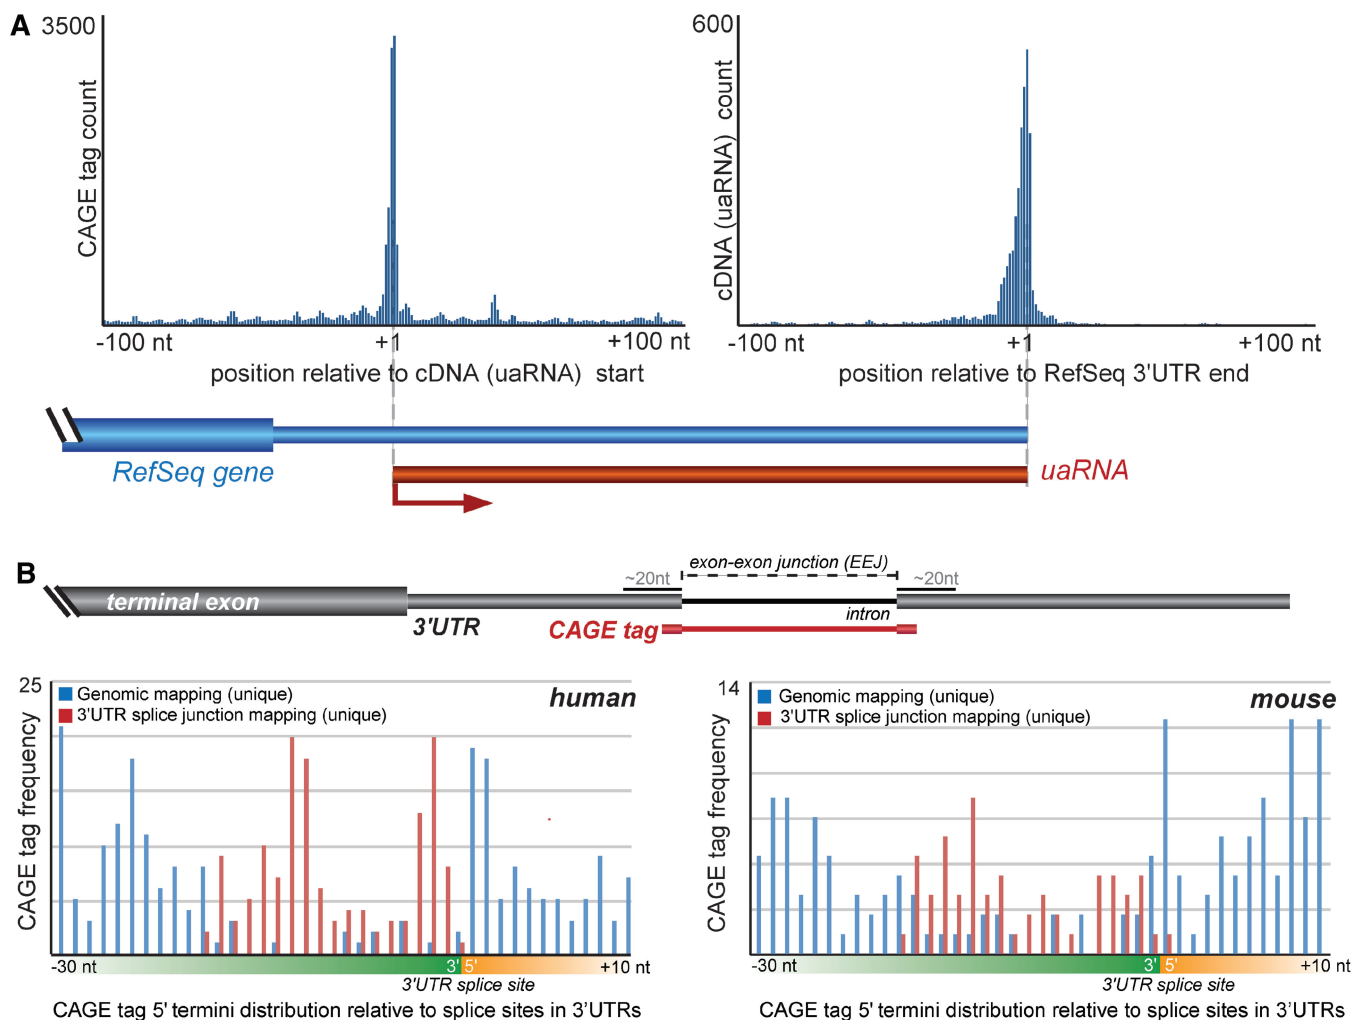 A
3500
CAGE tag count
-100 nt
+1
+100 nt
position relative to cDNA (uaRNA) start
600
cDNA (uaRNA) count
-100 nt
+1
+100 nt
position relative to RefSeq 3'UTR end
RefSeq gene
uaRNA
B
exon-exon junction (EEJ)
~20nt
~20nt
terminal exon
3'UTR
intron
CAGE tag
25
Genomic mapping (unique)
3'UTR splice junction mapping (unique)
human
CAGE tag frequency
-30 nt
3' 5'
+10 nt
3'UTR splice site
CAGE tag 5' termini distribution relative to splice sites in 3'UTRs
14
Genomic mapping (unique)
3'UTR splice junction mapping (unique)
mouse
CAGE tag frequency
-30 nt
3' 5'
+10 nt
3'UTR splice site
CAGE tag 5' termini distribution relative to splice sites in 3'UTRs